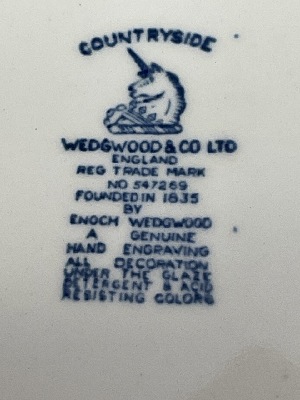 COUNTRYSIDE
WEDGWOOD & CO LTD
ENGLAND
REG TRADE MARK
NO 547269
FOUNDED IN 1835
BY
ENOCH WEDGWOOD
A GENUINE
HAND ENGRAVING
ALL DECORATION
UNDER THE GLAZE
DETERGENT & ACID
RESISTING COLORS